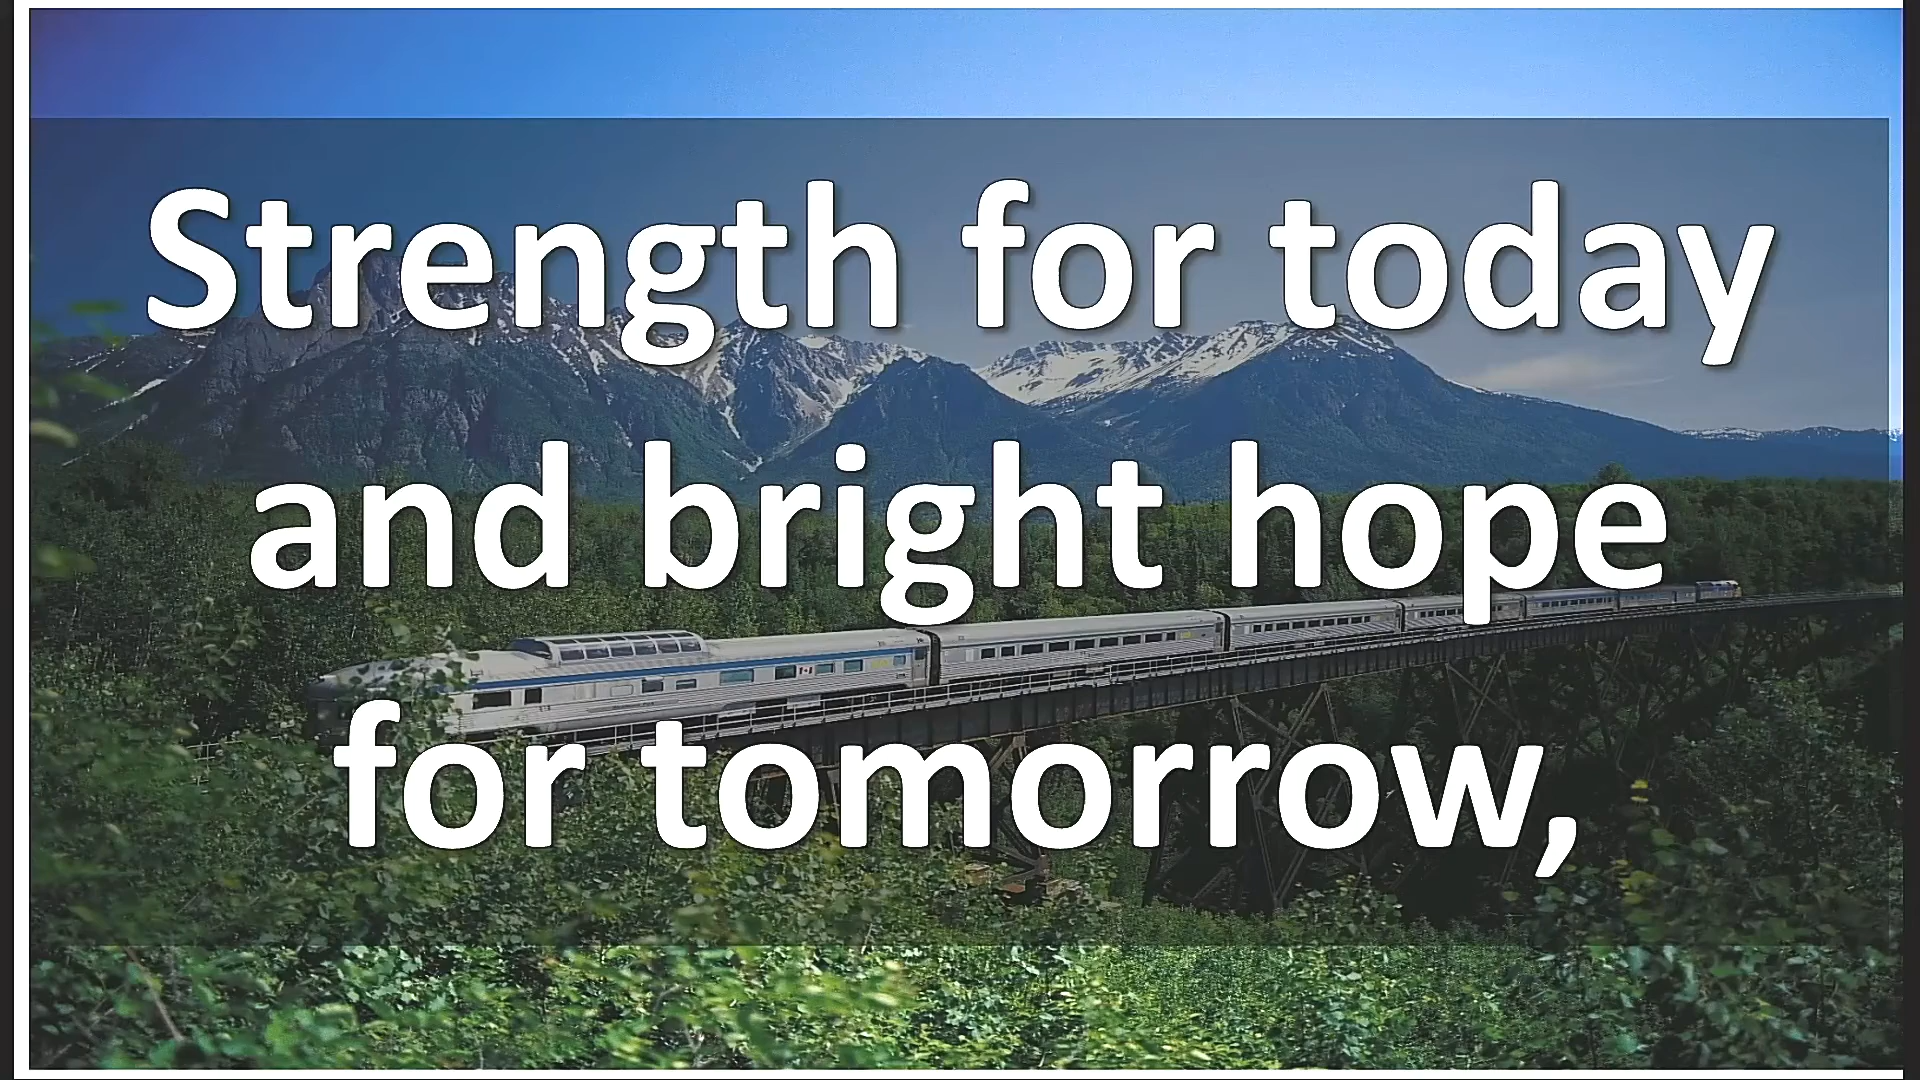 Strength for today
and bright hope
for tomorrow,